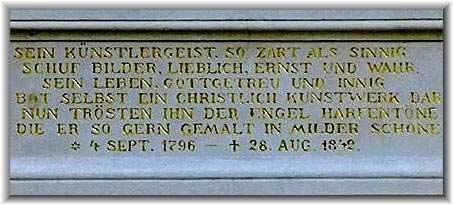 SEIN KÜNSTLERGEIST, SO ZART ALS SINNIG
SCHUF BILDER, LIEBLICH, ERNST UND WAHR.
SEIN LEBEN, GOTTGETREU UND INNIG
BOT SELBST EIN CHRISTLICH KUNSTWERK DAR
NUN TRÖSTEN IHN DER ENGEL HARFENTÖNE
DIE ER SO GERN GEMALT IN MILDER SCHÖNE
* 4 SEPT. 1796 – † 28. AUG. 1842.